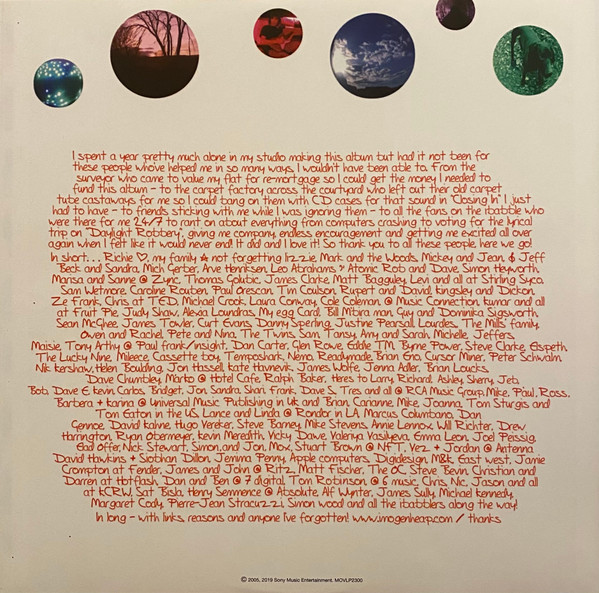 I spent a year pretty much alone in my studio making this album but had it not been for
these people who've helped me in so many ways, I wouldn't have been able to. From the
surveyor who came to value my flat for re-mortgage so I could get the money I needed to
fund this album - to the carpet factory across the courtyard who left out their old carpet
tube castaways for me so I could bang on them with CD cases for that sound in "Closing In" I just
had to have - to friends sticking with me while I was ignoring them - to all the fans on the ibabble who
were there for me 24/7 to rant on about everything from computers crashing to voting for the lyrical
trip on "Daylight Robbery", giving me company, endless encouragement and getting me excited all over
again when I felt like it would never end! It did and I love it! So thank you to all these people, here we go!
In short... Richie ♡, my family ☆ not forgetting lizzie, Mark and the Woods, Mickey and Jean, & Jeff
Beck and Sandra, Mich Gerber, Arve Henriksen, Leo Abrahams, Atomic Rob and Dave, Simon Heyworth,
Marisa and Sonne @ Zync, Thomas Golubic, James Clarke, Matt Bagguley, Levi and all at Stirling Syco,
Sam Wetmore, Caroline Rauben, Paul Orescan, Tim Coulson, Rupert and David, kingsley and Dickon,
Ze Frank, Chris at TED, Michael Crook, Laura Conway, Cole Coleman @ Music Connection, kumar and all
at Fruit Pie, Judy Shaw, Alexa Loundras, my egg Card, Bill Mbira man, Guy and Dominika Sigsworth,
Sean McGhee, James Towler, Curt Evans, Danny Sperling, Justine Pearsall, Lourdes, The Mills' family,
Owen and Rachel, Pete and Nina, The Twins, Sam Tansy, Amy and Sarah, Michelle Jeffers,
Maisie, Tony Arthy @ Paul frank/insight, Dan Carter, Glen Rowe, Eddie TM, Byrne Power, Stewe Clarke, Elspeth,
The Lucky Nine, Mileece, Cassette boy, Temposhark, Nemo, Readymade, Brian Eno, Cursor Miner, Peter Schwalm,
Nik kershaw, Helen Boulding, Jon Hassell, kate Havnevik, James Wolfe, Jenna Adler, Brian Loucks,
Dave Chumbley, Marko @ Hotel Cafe, Ralph Baker, Heres to Larry, Richard, Ashley, Sherry, Jeb,
Bob, Dave E, kevin, Carlos, Bridget, Jon, Sandra, Shari, Frank, Dave S, Tres and all @ RCA Music Group, Mike, Paul, Ross,
Barbera + karina @ Universal Music Publishing in Uk and Brian, Carianne, Mike, Joanna, Tom Sturgis and
Tom Eaton in the US, Lance and Linda @ Rondor in LA, Marcus Columbano, Dan
Gennoe, David kahne, Hugo Vereker, Steve Barney, Mike Stevens, Annie Lennox, Will Richter, Drew
Harrington, Ryan Obermeyer, kevin Meredith, Vicky, Dawe, Valenya Vasilyeva, Emma Leon, Joel Peissig,
Ead Offer, Nick Stewart, Simon, and Jon Mox, Stuart Brown @ NFT, Vez + Jordan @ Antenna,
David Hawkins + Siobhan Dillon, Jemma Penny, Apple computers, Digidesign, M&K, East west, Jamie
Crompton at Fender, James and John @ Ritz, Matt Fischer, The OC, Steve Bevin, Christian and
Darren at Hotflash, Dan and Ben @ 7 digital, Tom Robinson @ 6 music, Chris, Nic, Jason and all
at KCRW, Sat Bisla, Henry Semmence @ Absolute, Alf Wynter, James Sully, Michael kennedy,
Margaret Cody, Pierre-Jean Stracuzzi, Simon wood and all the ibabblers along the way!
In long - with links, reasons and anyone I've forgotten! www.imogenheap.com / thanks
© 2005, 2019 Sony Music Entertainment. MOVLP2300